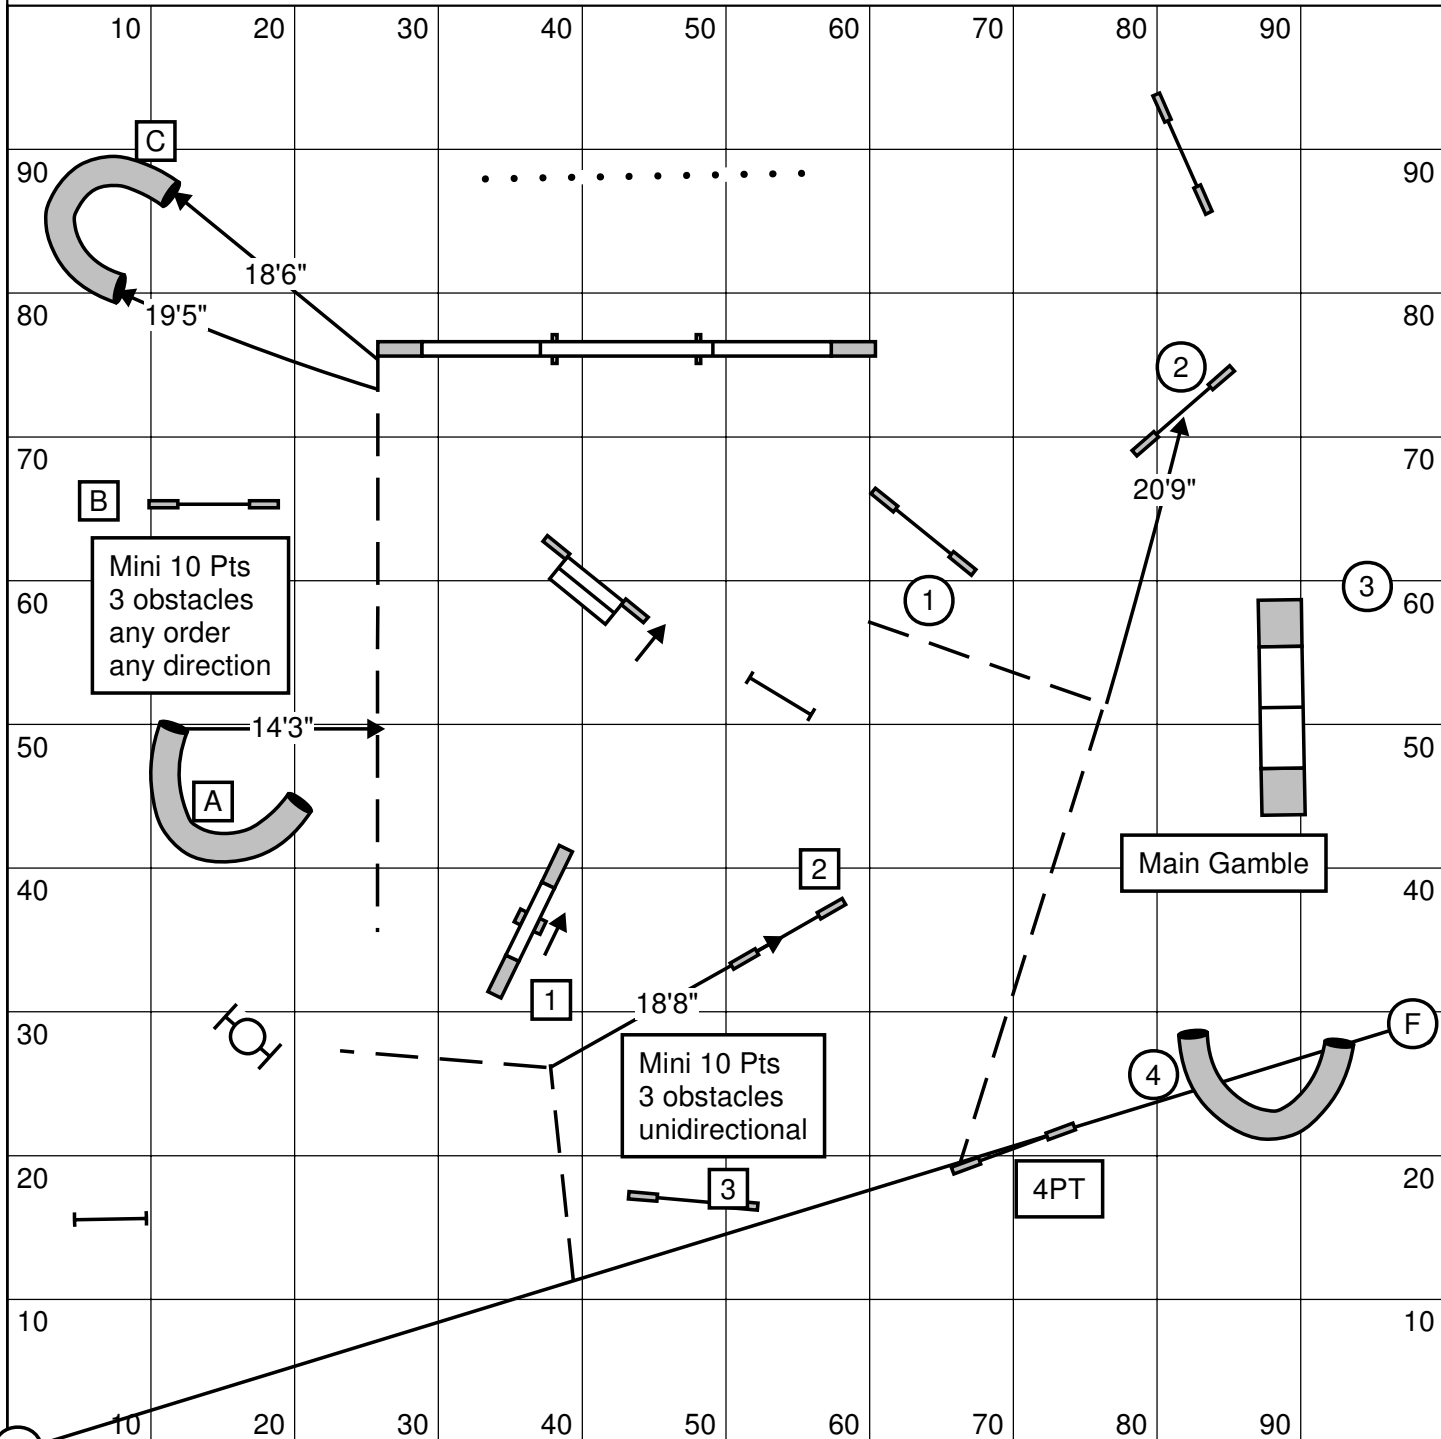 10 20 30 40 50 60 70 80 90
C
90 90
18'6"
80 19'5" 80
2
70 70
20'9"
B
Mini 10 Pts
3 obstacles
any order
any direction
60 1 3 60
50 14'3" 50
A
Main Gamble
40 2 40
1 18'8"
30 F 30
Mini 10 Pts
3 obstacles
unidirectional
4
20 3 4PT 20
10 10
10 20 30 40 50 60 70 80 90